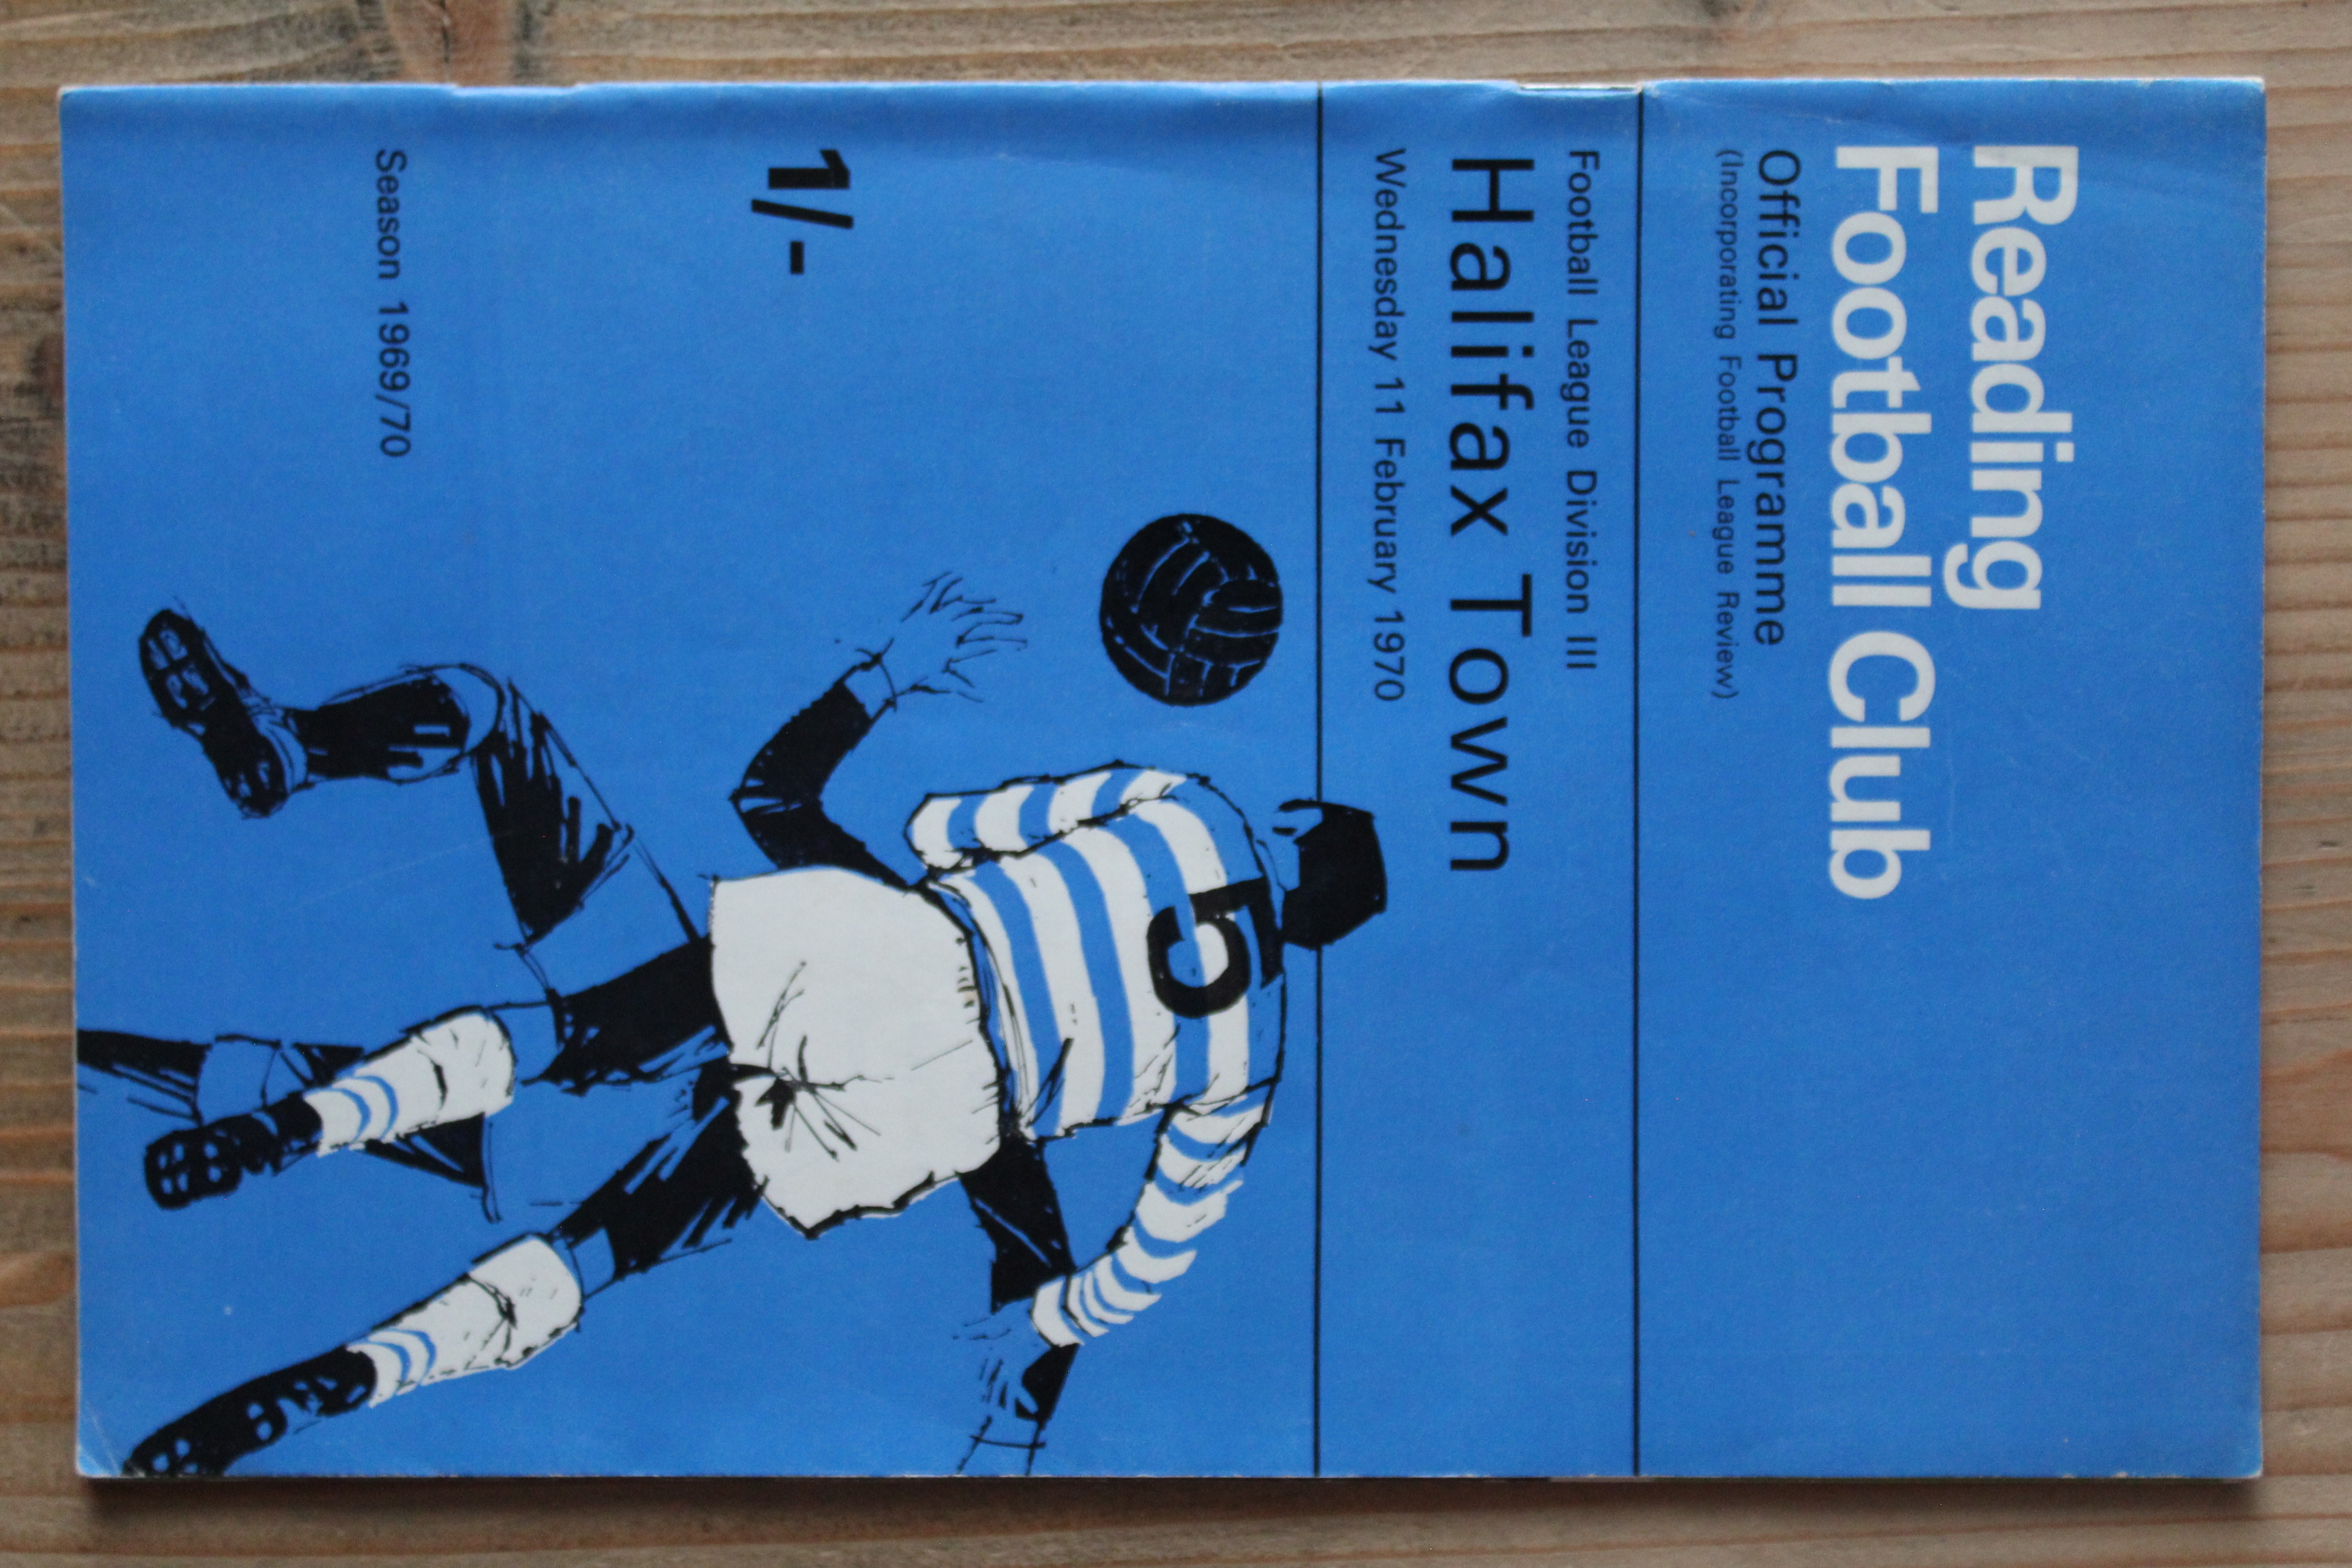 Reading
Football Club
Official Programme
(Incorporating Football League Review)
Football League Division III
Halifax Town
Wednesday 11 February 1970
5
1/-
Season 1969/70